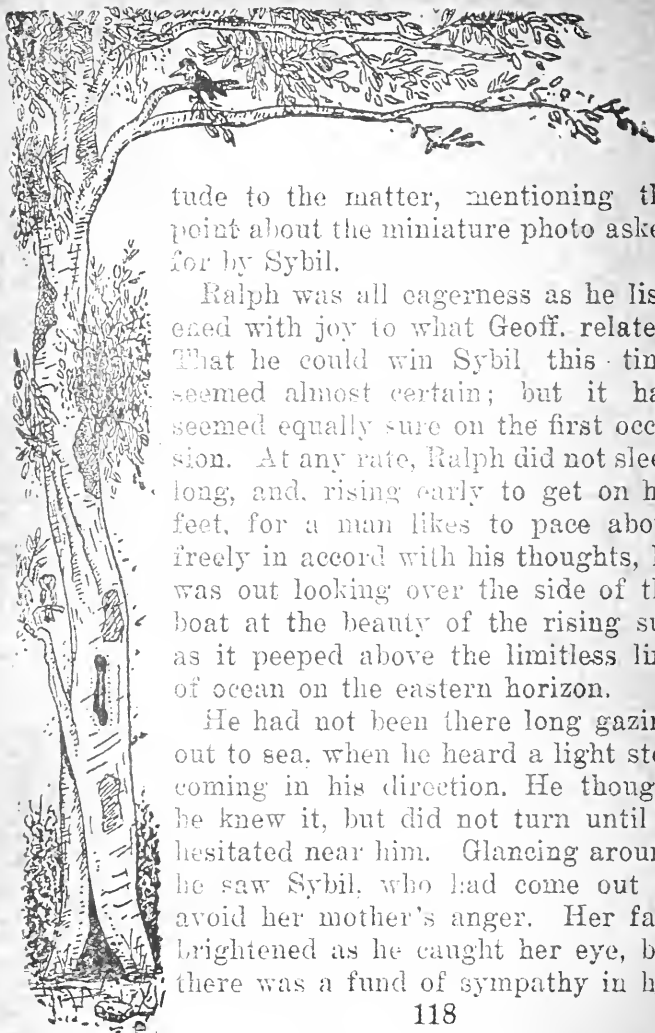 tude to the matter, mentioning th
point about the miniature photo aske
for by Sybil.
Ralph was all eagerness as he lis
ened with joy to what Geoff. relate
That he could win Sybil this tim
seemed almost certain; but it ha
seemed equally sure on the first occ
sion. At any rate, Ralph did not slee
long, and, rising early to get on h
feet, for a man likes to pace abou
freely in accord with his thoughts,
was out looking over the side of th
boat at the beauty of the rising su
as it peeped above the limitless lin
of ocean on the eastern horizon.
He had not been there long gazin
out to sea, when he heard a light ste
coming in his direction. He thoug
he knew it, but did not turn until
hesitated near him. Glancing aroun
he saw Sybil, who had come out
avoid her mother's anger. Her fa
brightened as he caught her eye, b
there was a fund of sympathy in h
118